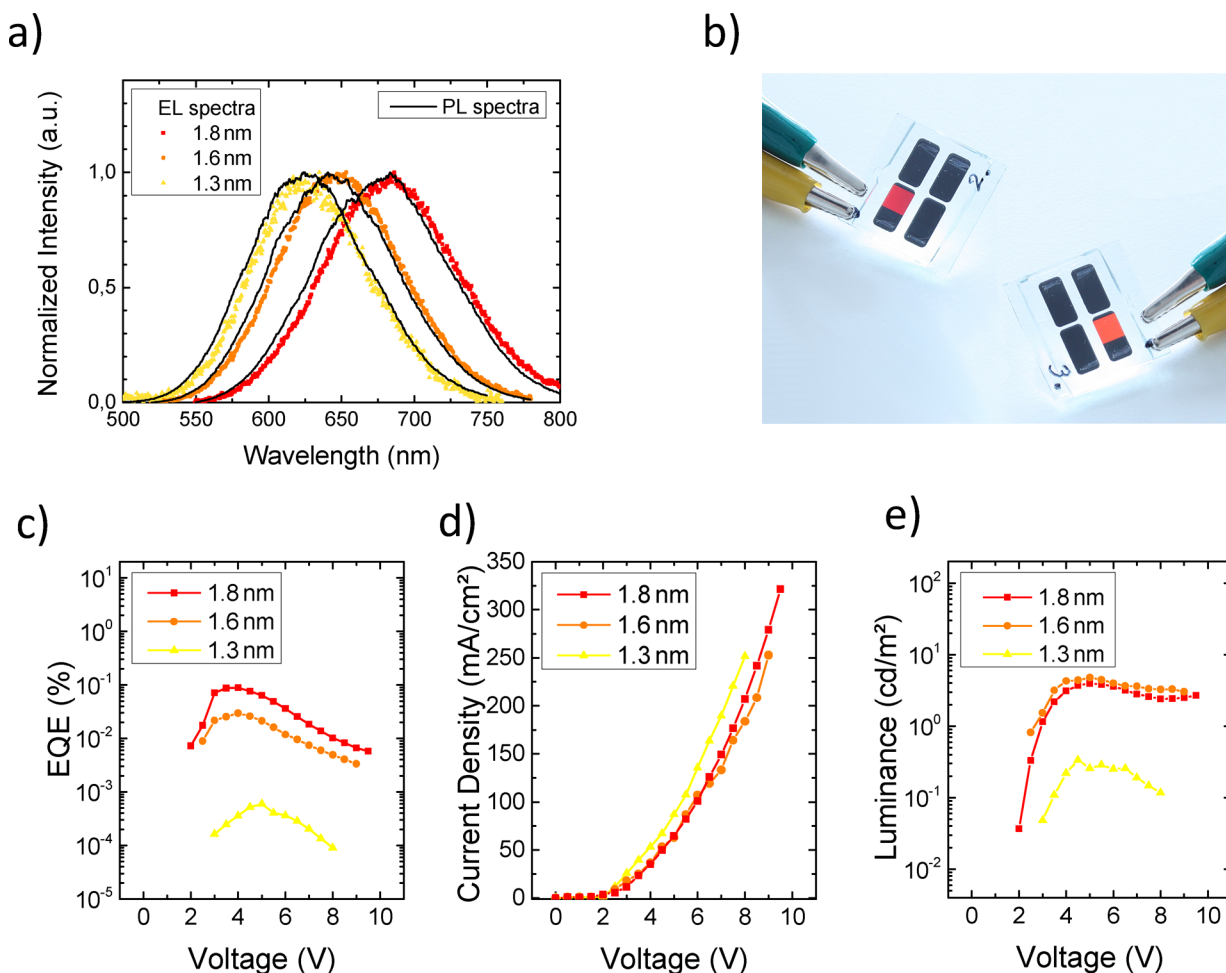 a)
Normalized Intensity (a.u.)
1,0
0,5
0,0
EL spectra
1.8 nm
1.6 nm
1.3 nm
PL spectra
500 550 600 650 700 750 800
Wavelength (nm)
b)
2.
3.
c)
EQE (%)
10¹
10⁰
10⁻¹
10⁻²
10⁻³
10⁻⁴
10⁻⁵
1.8 nm
1.6 nm
1.3 nm
0 2 4 6 8 10
Voltage (V)
d)
Current Density (mA/cm²)
350
300
250
200
150
100
50
0
1.8 nm
1.6 nm
1.3 nm
0 2 4 6 8 10
Voltage (V)
e)
Luminance (cd/m²)
10²
10¹
10⁰
10⁻¹
10⁻²
1.8 nm
1.6 nm
1.3 nm
0 2 4 6 8 10
Voltage (V)